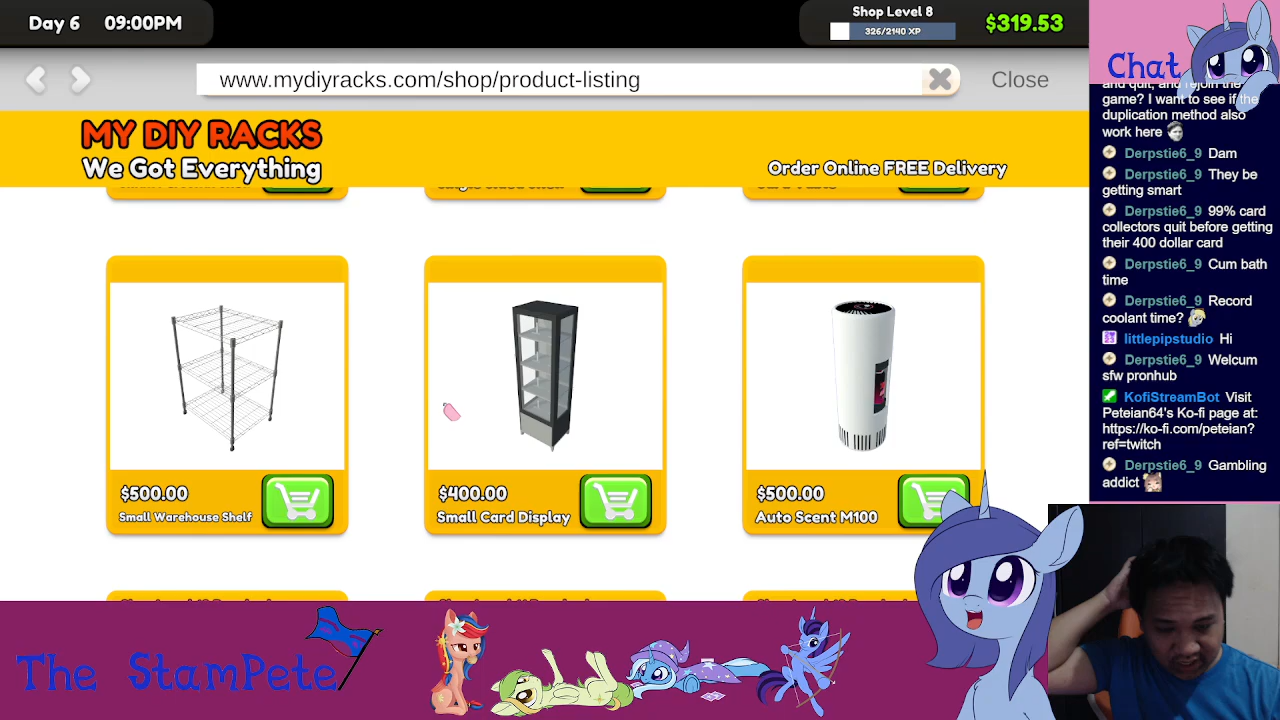 Day 6 09:00PM
Shop Level 8
326/2140 XP
$319.53
www.mydiyracks.com/shop/product-listing
Close
MY DIY RACKS
We Got Everything
Order Online FREE Delivery
$500.00
Small Warehouse Shelf
$400.00
Small Card Display
$500.00
Auto Scent M100
The StamPete
Chat
and quit, and rejoin the
game? I want to see if the
duplication method also
work here
Derpstie6_9 Dam
Derpstie6_9 They be
getting smart
Derpstie6_9 99% card
collectors quit before getting
their 400 dollar card
Derpstie6_9 Cum bath
time
Derpstie6_9 Record
coolant time?
littlepipstudio Hi
Derpstie6_9 Welcum
sfw pronhub
KofiStreamBot Visit
Peteian64's Ko-fi page at:
https://ko-fi.com/peteian?
ref=twitch
Derpstie6_9 Gambling
addict